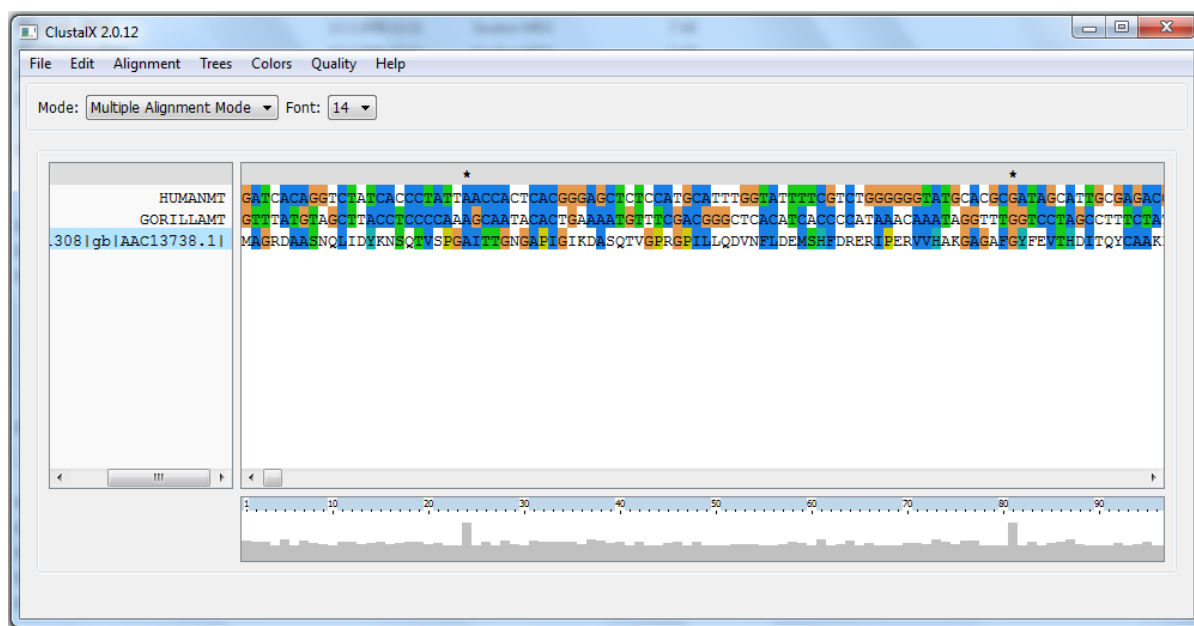 ClustalX 2.0.12
File Edit Alignment Trees Colors Quality Help
Mode: Multiple Alignment Mode Font: 14
* *
HUMANMT GATCACAGGTCTATCACCCTATTAACCACTCACGGGAGCTCTCCATGCATTTGGTATTTTCGTCTGGGGGGTATGCACGCGATAGCATTGCGAGAC
GORILLAMT GTTTATGTAGCTTACCTCCCCAAAGCAATACACTGAAAATGTTTCGACGGGCTCACATCACCCCATAAACAAATAGGTTTGGTCCTAGCCTTTCTA
.308|gb|AAC13738.1| MAGRDAASNQLIDYKNSQTVSPGAITTGNGAPIGIKDASQTVGPRGPILLQDVNFLDEMSHFDRERIPERVVHAKGAGAFGYFEVTHDITQYCAAK
1 10 20 30 40 50 60 70 80 90